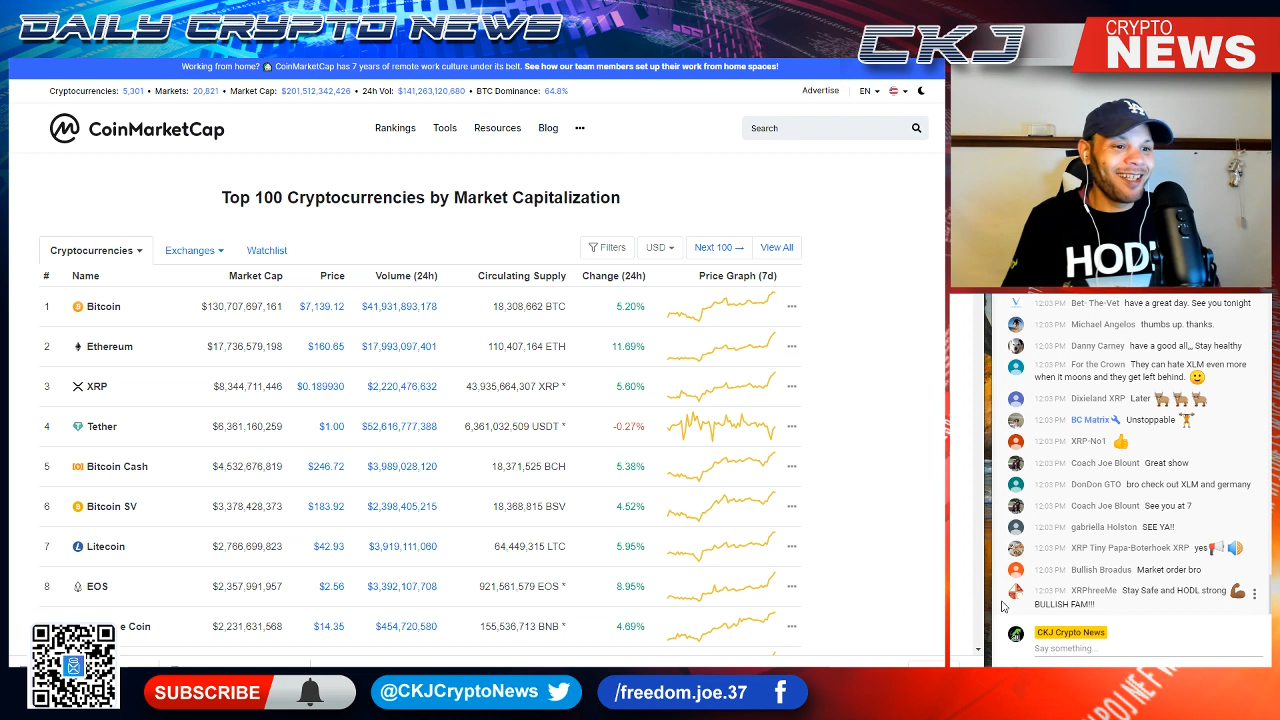 DAILY CRYPTO NEWS
CKJ
CRYPTO
NEWS
Working from home? CoinMarketCap has 7 years of remote work culture under its belt. See how our team members set up their work from home spaces!
Cryptocurrencies: 5,301 • Markets: 20,821 • Market Cap: $201,512,342,426 • 24h Vol: $141,263,120,680 • BTC Dominance: 64.8%
Advertise EN
CoinMarketCap
Rankings Tools Resources Blog •••
Search
Top 100 Cryptocurrencies by Market Capitalization
Cryptocurrencies Exchanges Watchlist
Filters USD Next 100 → View All
# Name Market Cap Price Volume (24h) Circulating Supply Change (24h) Price Graph (7d)
1 Bitcoin $130,707,697,161 $7,139.12 $41,931,893,178 18,308,662 BTC 5.20%
2 Ethereum $17,736,579,198 $160.65 $17,993,097,401 110,407,164 ETH 11.69%
3 XRP $8,344,711,446 $0.189930 $2,220,476,632 43,935,664,307 XRP * 5.60%
4 Tether $6,361,160,259 $1.00 $52,616,777,388 6,361,032,509 USDT * -0.27%
5 Bitcoin Cash $4,532,676,819 $246.72 $3,989,028,120 18,371,525 BCH 5.38%
6 Bitcoin SV $3,378,428,373 $183.92 $2,398,405,215 18,368,815 BSV 4.52%
7 Litecoin $2,766,699,823 $42.93 $3,919,111,060 64,449,315 LTC 5.95%
8 EOS $2,357,991,957 $2.56 $3,392,107,708 921,561,579 EOS * 8.95%
e Coin $2,231,631,568 $14.35 $454,720,580 155,536,713 BNB * 4.69%
HODL
12:03 PM Bet- The-Vet have a great day. See you tonight
12:03 PM Michael Angelos thumbs up. thanks.
12:03 PM Danny Carney have a good all,,, Stay healthy
12:03 PM For the Crown They can hate XLM even more
when it moons and they get left behind.
12:03 PM Dixieland XRP Later
12:03 PM BC Matrix Unstoppable
12:03 PM XRP-No1
12:03 PM Coach Joe Blount Great show
12:03 PM DonDon GTO bro check out XLM and germany
12:03 PM Coach Joe Blount See you at 7
12:03 PM gabriella Holston SEE YA!!
12:03 PM XRP Tiny Papa-Boterhoek XRP yes
12:03 PM Bullish Broadus Market order bro
12:03 PM XRPhreeMe Stay Safe and HODL strong
BULLISH FAM!!!
CKJ Crypto News
Say something...
SUBSCRIBE
@CKJCryptoNews
/freedom.joe.37